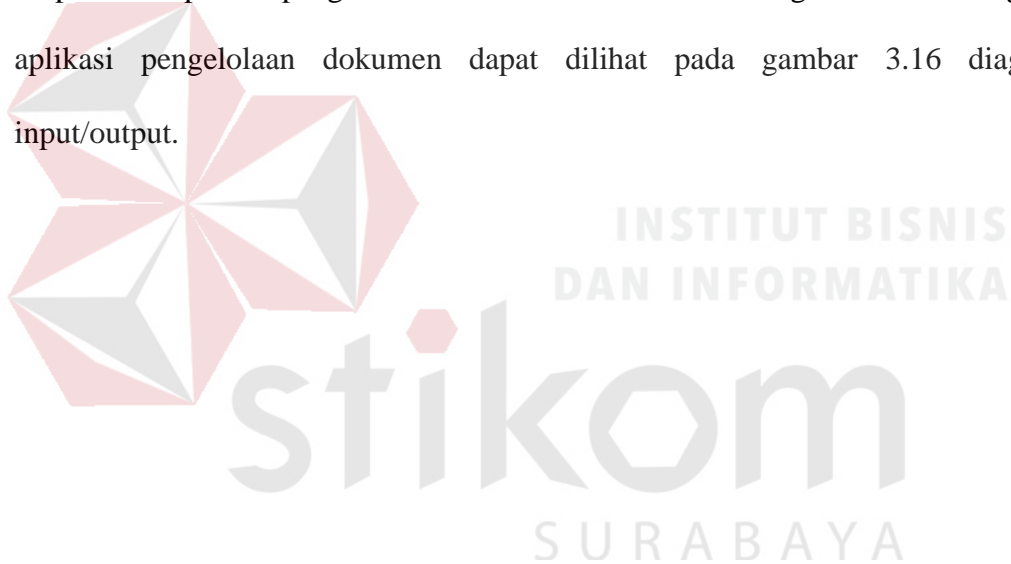 aplikasi pengelolaan dokumen dapat dilihat pada gambar 3.16
input/output.
INSTITUT BISNIS
DAN INFORMATIKA
stikom
SURABAYA